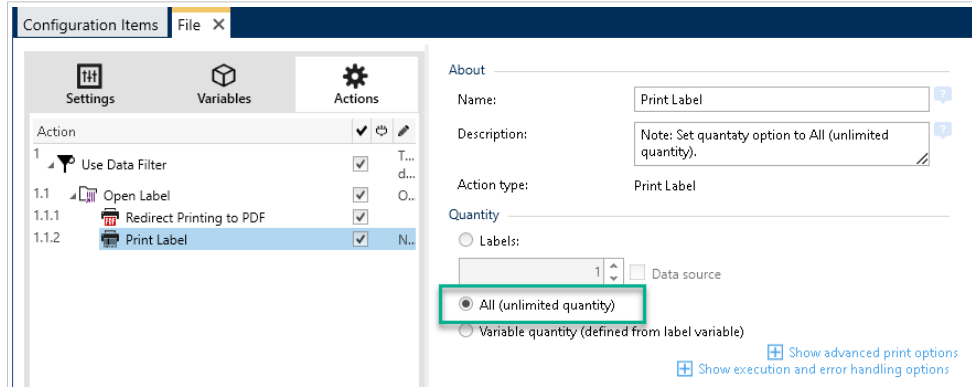 Configuration Items File X
Settings Variables Actions
Action
1 Use Data Filter T...
d...
1.1 Open Label O..
1.1.1 Redirect Printing to PDF
1.1.2 Print Label N..
About
Name: Print Label ?
Description: Note: Set quantaty option to All (unlimited ?
quantity).
Action type: Print Label
Quantity
Labels:
1 Data source
All (unlimited quantity)
Variable quantity (defined from label variable)
Show advanced print options
Show execution and error handling options